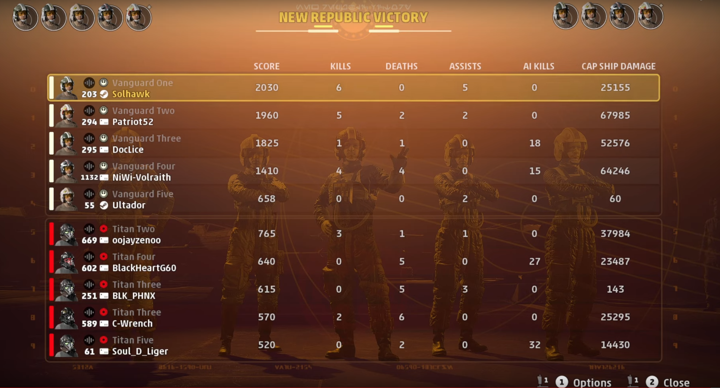 NEW REPUBLIC VICTORY
SCORE KILLS DEATHS ASSISTS AI KILLS CAP SHIP DAMAGE
Vanguard One
203 Solhawk 2030 6 0 5 0 25155
Vanguard Two
294 Patriot52 1960 5 2 2 0 67985
Vanguard Three
295 DocLice 1825 1 1 0 18 52576
Vanguard Four
1132 NiWi-Volraith 1410 4 4 0 15 64246
Vanguard Five
55 Ultador 658 0 0 2 0 60
Titan Two
669 oojayzenoo 765 3 1 1 0 37984
Titan Four
602 BlackHeartG60 640 0 5 0 27 23487
Titan Three
251 BLK_PHNX 615 0 5 3 0 143
Titan Three
589 C-Wrench 570 2 6 0 0 25295
Titan Five
61 Soul_D_Liger 520 0 2 0 32 14430
1 1 Options 1 2 Close